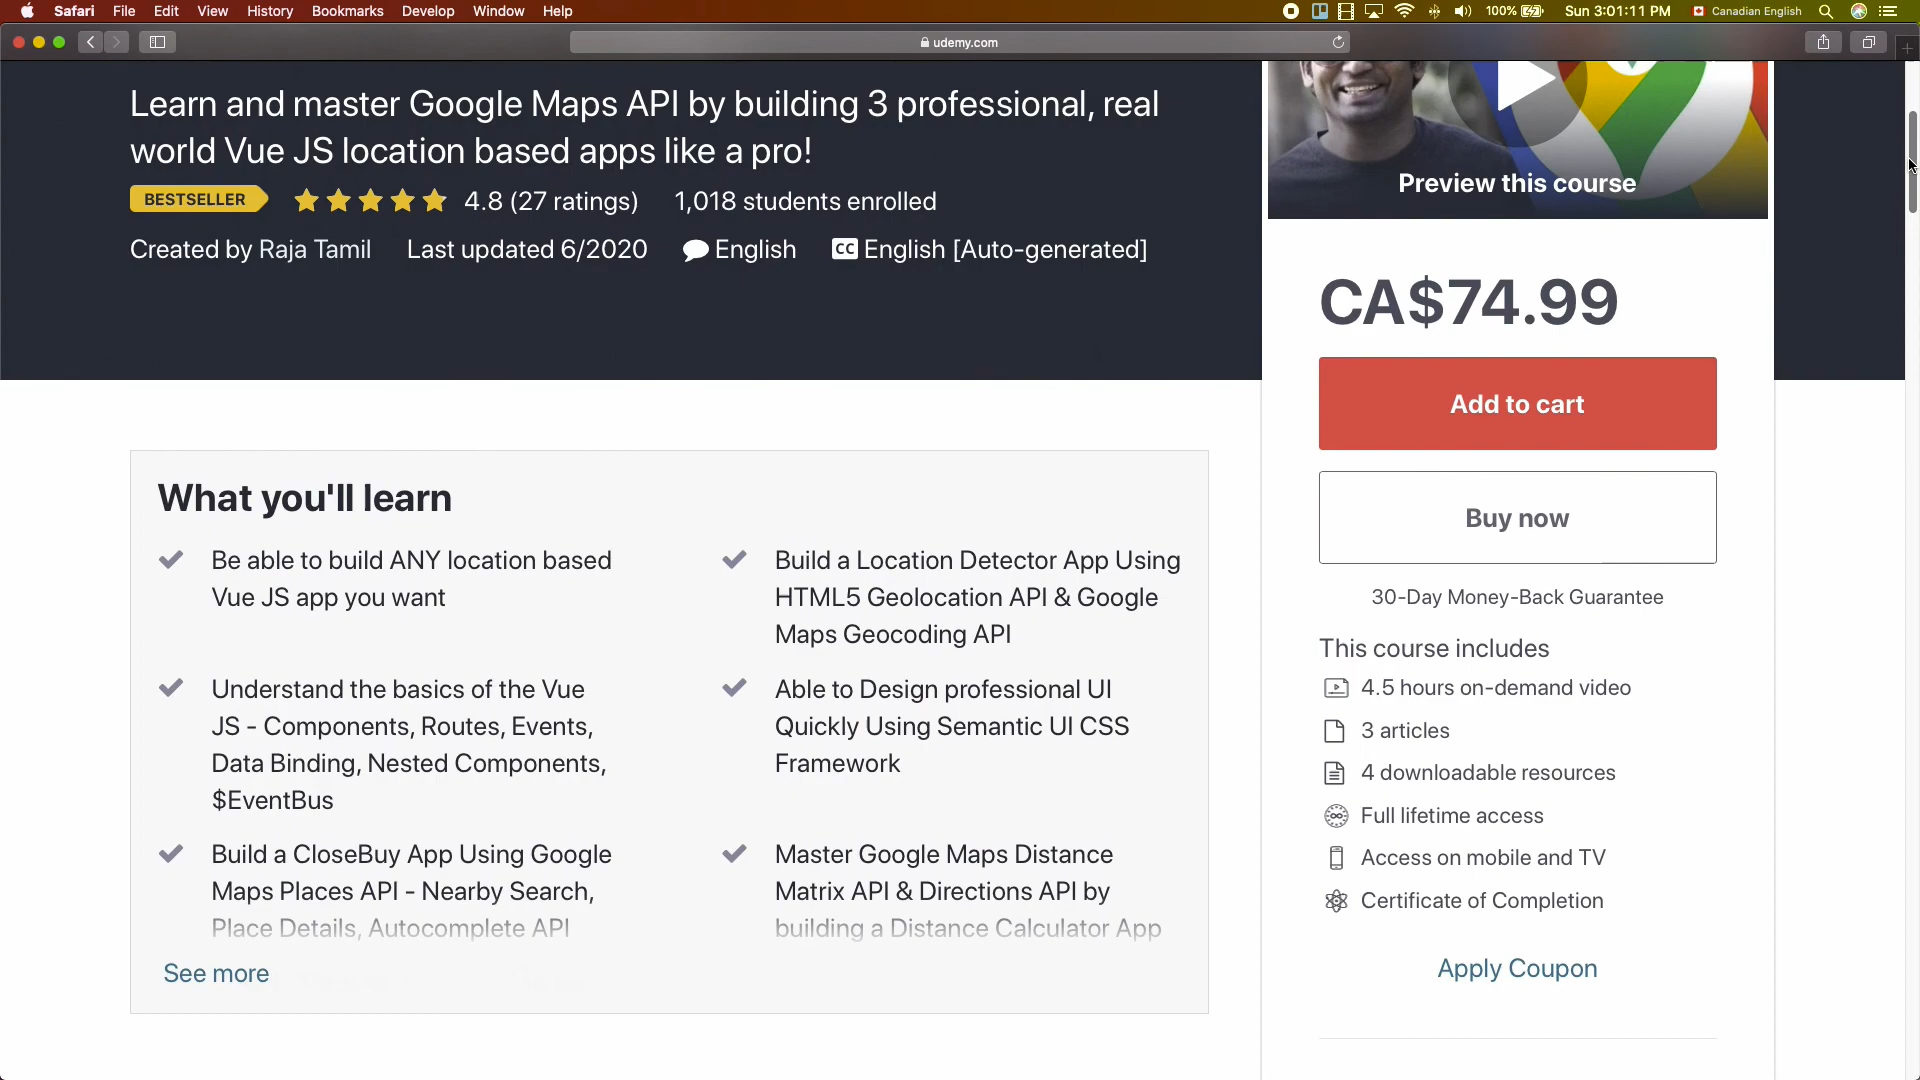 Safari File Edit View History Bookmarks Develop Window Help 100% Sun 3:01:11 PM Canadian English
udemy.com
Learn and master Google Maps API by building 3 professional, real
world Vue JS location based apps like a pro!
BESTSELLER 4.8 (27 ratings) 1,018 students enrolled
Created by Raja Tamil Last updated 6/2020 English CC English [Auto-generated]
What you'll learn
Be able to build ANY location based
Vue JS app you want
Build a Location Detector App Using
HTML5 Geolocation API & Google
Maps Geocoding API
Understand the basics of the Vue
JS - Components, Routes, Events,
Data Binding, Nested Components,
$EventBus
Able to Design professional UI
Quickly Using Semantic UI CSS
Framework
Build a CloseBuy App Using Google
Maps Places API - Nearby Search,
Place Details, Autocomplete API
Master Google Maps Distance
Matrix API & Directions API by
building a Distance Calculator App
See more
Preview this course
CA$74.99
Add to cart
Buy now
30-Day Money-Back Guarantee
This course includes
4.5 hours on-demand video
3 articles
4 downloadable resources
Full lifetime access
Access on mobile and TV
Certificate of Completion
Apply Coupon